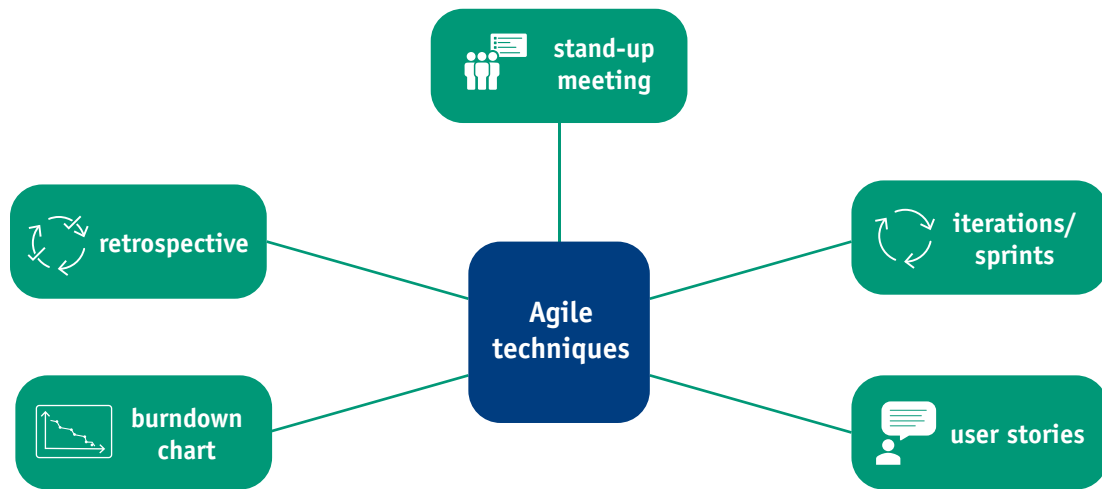 stand-up
meeting
retrospective
iterations/
sprints
Agile
techniques
burndown
chart
user stories